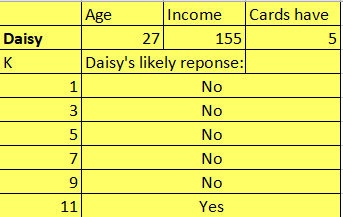 Age Income Cards have
Daisy 27 155 5
K Daisy's likely reponse:
1 No
3 No
5 No
7 No
9 No
11 Yes